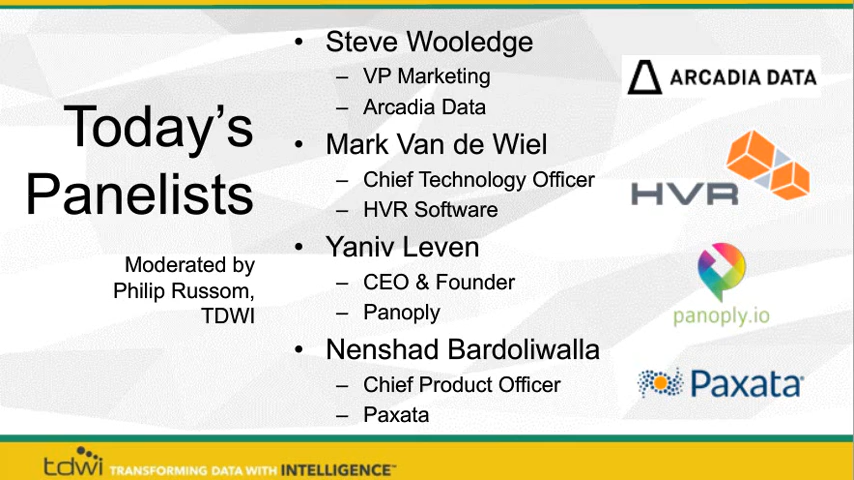 Today's
Panelists
Moderated by
Philip Russom,
TDWI
• Steve Wooledge
– VP Marketing
– Arcadia Data
• Mark Van de Wiel
– Chief Technology Officer
– HVR Software
• Yaniv Leven
– CEO & Founder
– Panoply
• Nenshad Bardoliwalla
– Chief Product Officer
– Paxata
ARCADIA DATA
HVR
panoply.io
Paxata
tdwi TRANSFORMING DATA WITH INTELLIGENCE™